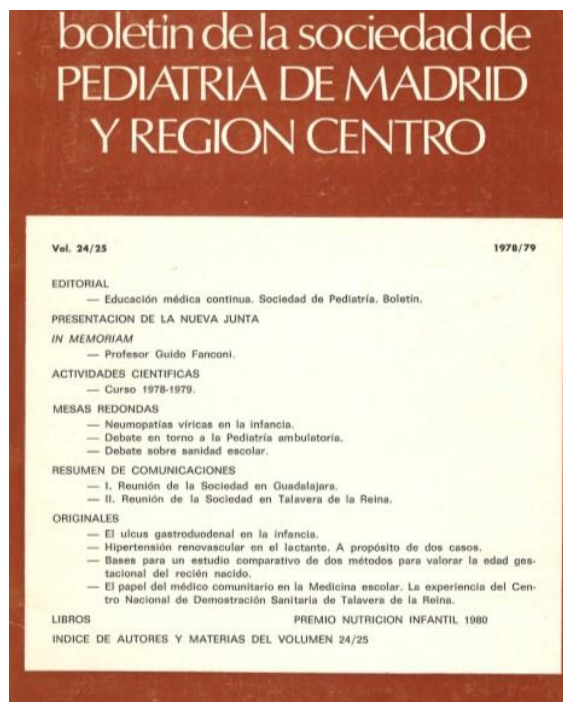 boletin de la sociedad de
PEDIATRIA DE MADRID
Y REGION CENTRO
Vol. 24/25 1978/79
EDITORIAL
— Educación médica continua. Sociedad de Pediatría. Boletín.
PRESENTACION DE LA NUEVA JUNTA
IN MEMORIAM
— Profesor Guido Fanconi.
ACTIVIDADES CIENTIFICAS
— Curso 1978-1979.
MESAS REDONDAS
— Neumopatías víricas en la infancia.
— Debate en torno a la Pediatría ambulatoria.
— Debate sobre sanidad escolar.
RESUMEN DE COMUNICACIONES
— I. Reunión de la Sociedad en Guadalajara.
— II. Reunión de la Sociedad en Talavera de la Reina.
ORIGINALES
— El ulcus gastroduodenal en la infancia.
— Hipertensión renovascular en el lactante. A propósito de dos casos.
— Bases para un estudio comparativo de dos métodos para valorar la edad ges-
tacional del recién nacido.
— El papel del médico comunitario en la Medicina escolar. La experiencia del Cen-
tro Nacional de Demostración Sanitaria de Talavera de la Reina.
LIBROS PREMIO NUTRICION INFANTIL 1980
INDICE DE AUTORES Y MATERIAS DEL VOLUMEN 24/25